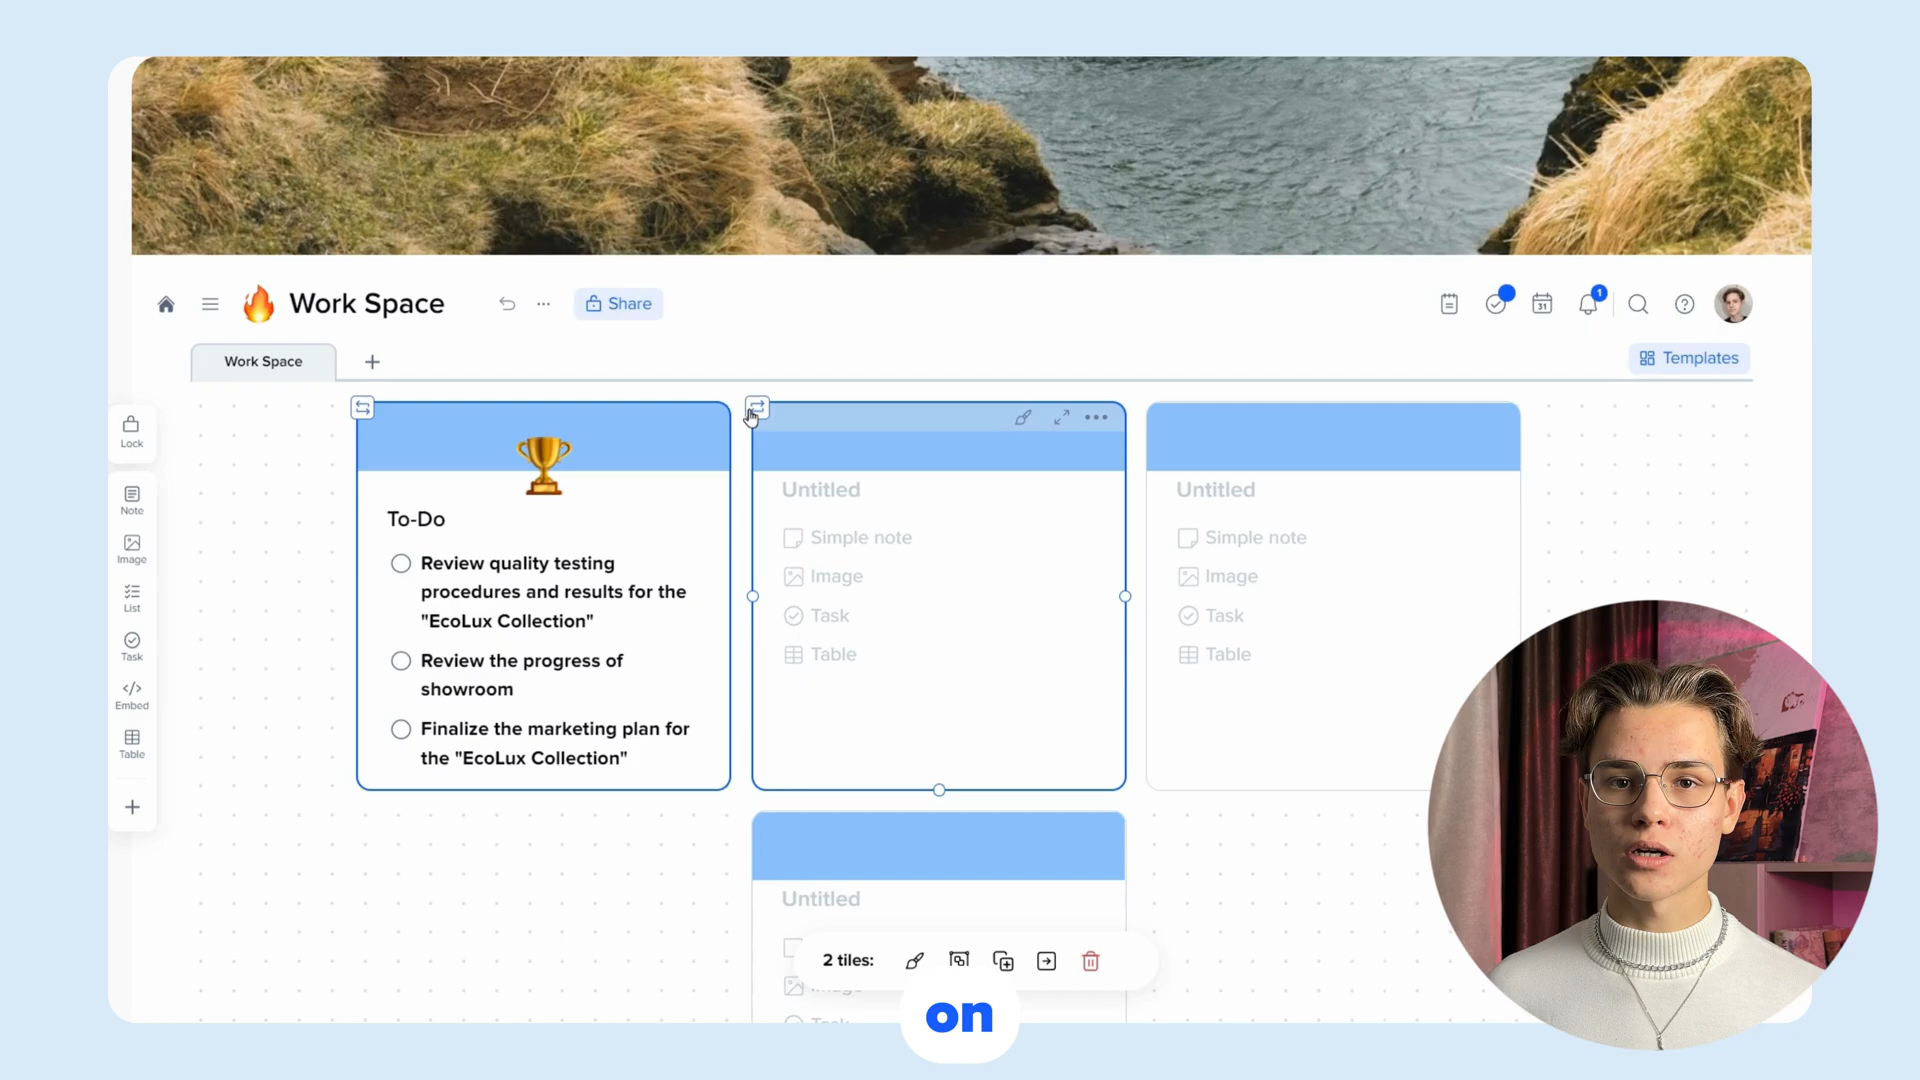 Work Space
Share
31
1
Work Space
Templates
Lock
Note
Image
List
Task
Embed
Table
To-Do
Review quality testing
procedures and results for the
"EcoLux Collection"
Review the progress of
showroom
Finalize the marketing plan for
the "EcoLux Collection"
Untitled
Simple note
Image
Task
Table
Untitled
Simple note
Image
Task
Table
Untitled
2 tiles:
on